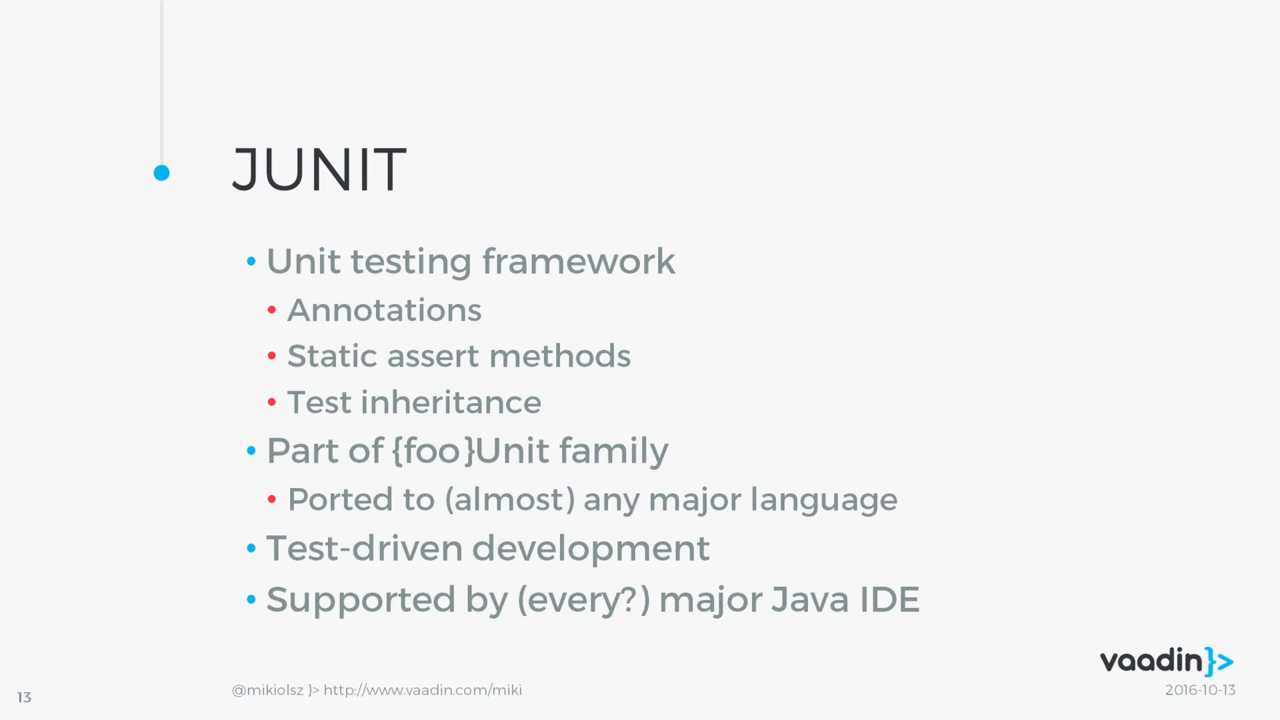 JUNIT
• Unit testing framework
• Annotations
• Static assert methods
• Test inheritance
• Part of {foo}Unit family
• Ported to (almost) any major language
• Test-driven development
• Supported by (every?) major Java IDE
vaadin}>
13
@mikiolsz }> http://www.vaadin.com/miki
2016-10-13